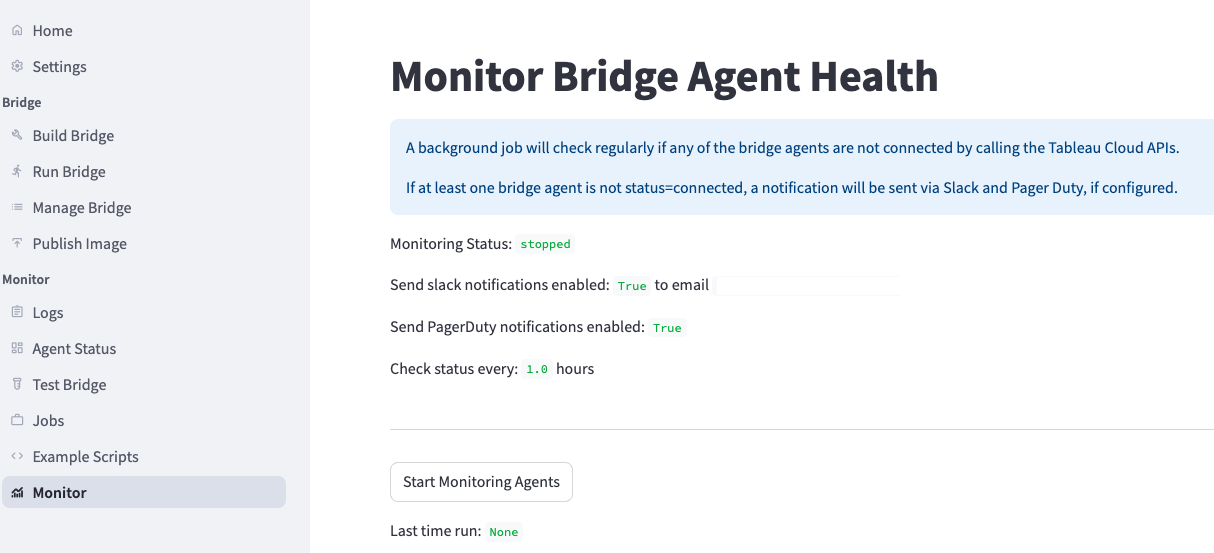 Home
Settings
Bridge
Build Bridge
Run Bridge
Manage Bridge
Publish Image
Monitor
Logs
Agent Status
Test Bridge
Jobs
Example Scripts
Monitor
Monitor Bridge Agent Health
A background job will check regularly if any of the bridge agents are not connected by calling the Tableau Cloud APIs.
If at least one bridge agent is not status=connected, a notification will be sent via Slack and Pager Duty, if configured.
Monitoring Status: stopped
Send slack notifications enabled: True to email
Send PagerDuty notifications enabled: True
Check status every: 1.0 hours
Start Monitoring Agents
Last time run: None